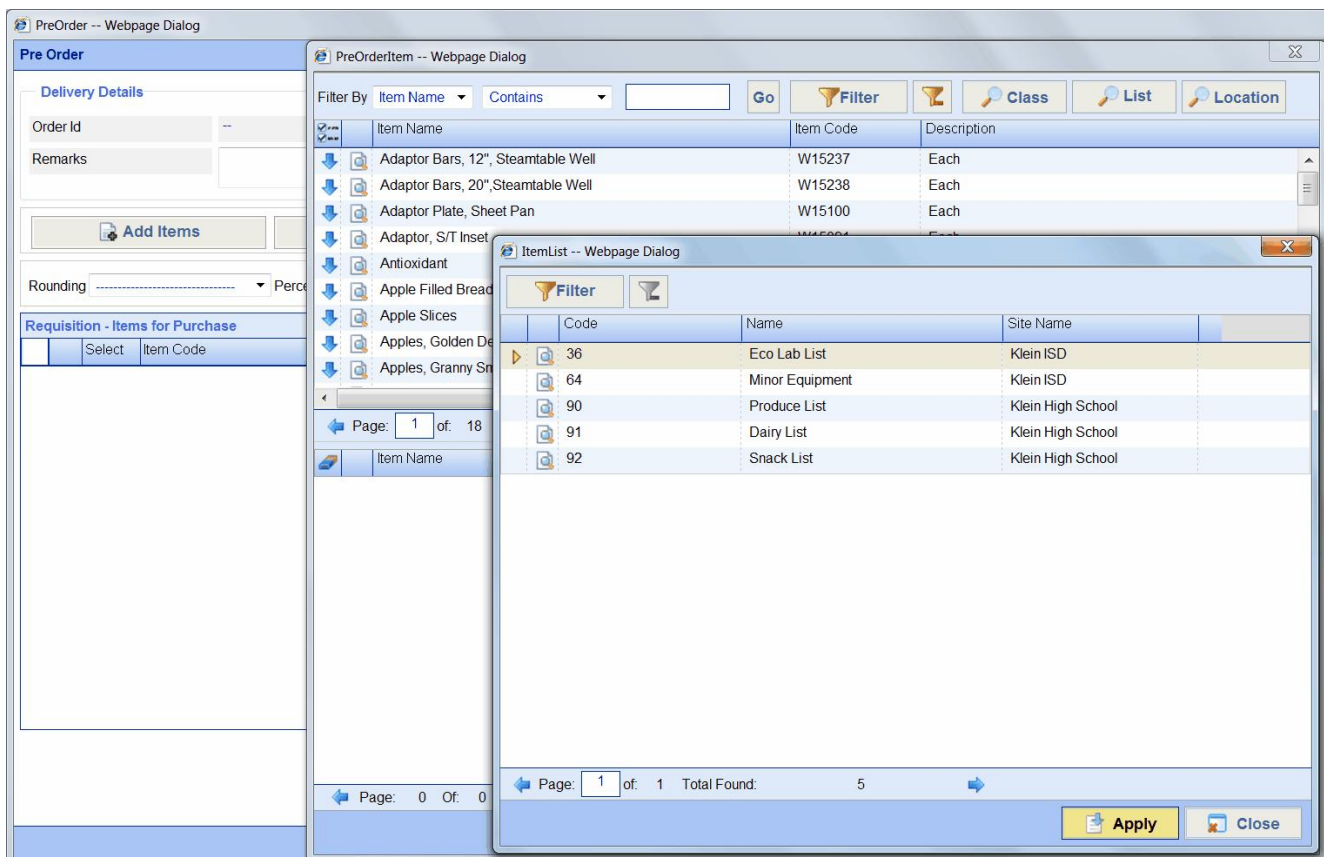 PreOrder -- Webpage Dialog
Pre Order
Delivery Details
Order Id --
Remarks
Add Items
Rounding -------------------------------- Perce
Requisition - Items for Purchase
Select Item Code
PreOrderItem -- Webpage Dialog
Filter By Item Name Contains Go Filter Class List Location
Item Name Item Code Description
Adaptor Bars, 12", Steamtable Well W15237 Each
Adaptor Bars, 20",Steamtable Well W15238 Each
Adaptor Plate, Sheet Pan W15100 Each
Adaptor, S/T Inset
Antioxidant
Apple Filled Bread
Apple Slices
Apples, Golden De
Apples, Granny Sm
Page: 1 of: 18
Item Name
Page: 0 Of: 0
ItemList -- Webpage Dialog
Filter
Code Name Site Name
36 Eco Lab List Klein ISD
64 Minor Equipment Klein ISD
90 Produce List Klein High School
91 Dairy List Klein High School
92 Snack List Klein High School
Page: 1 of: 1 Total Found: 5
Apply Close